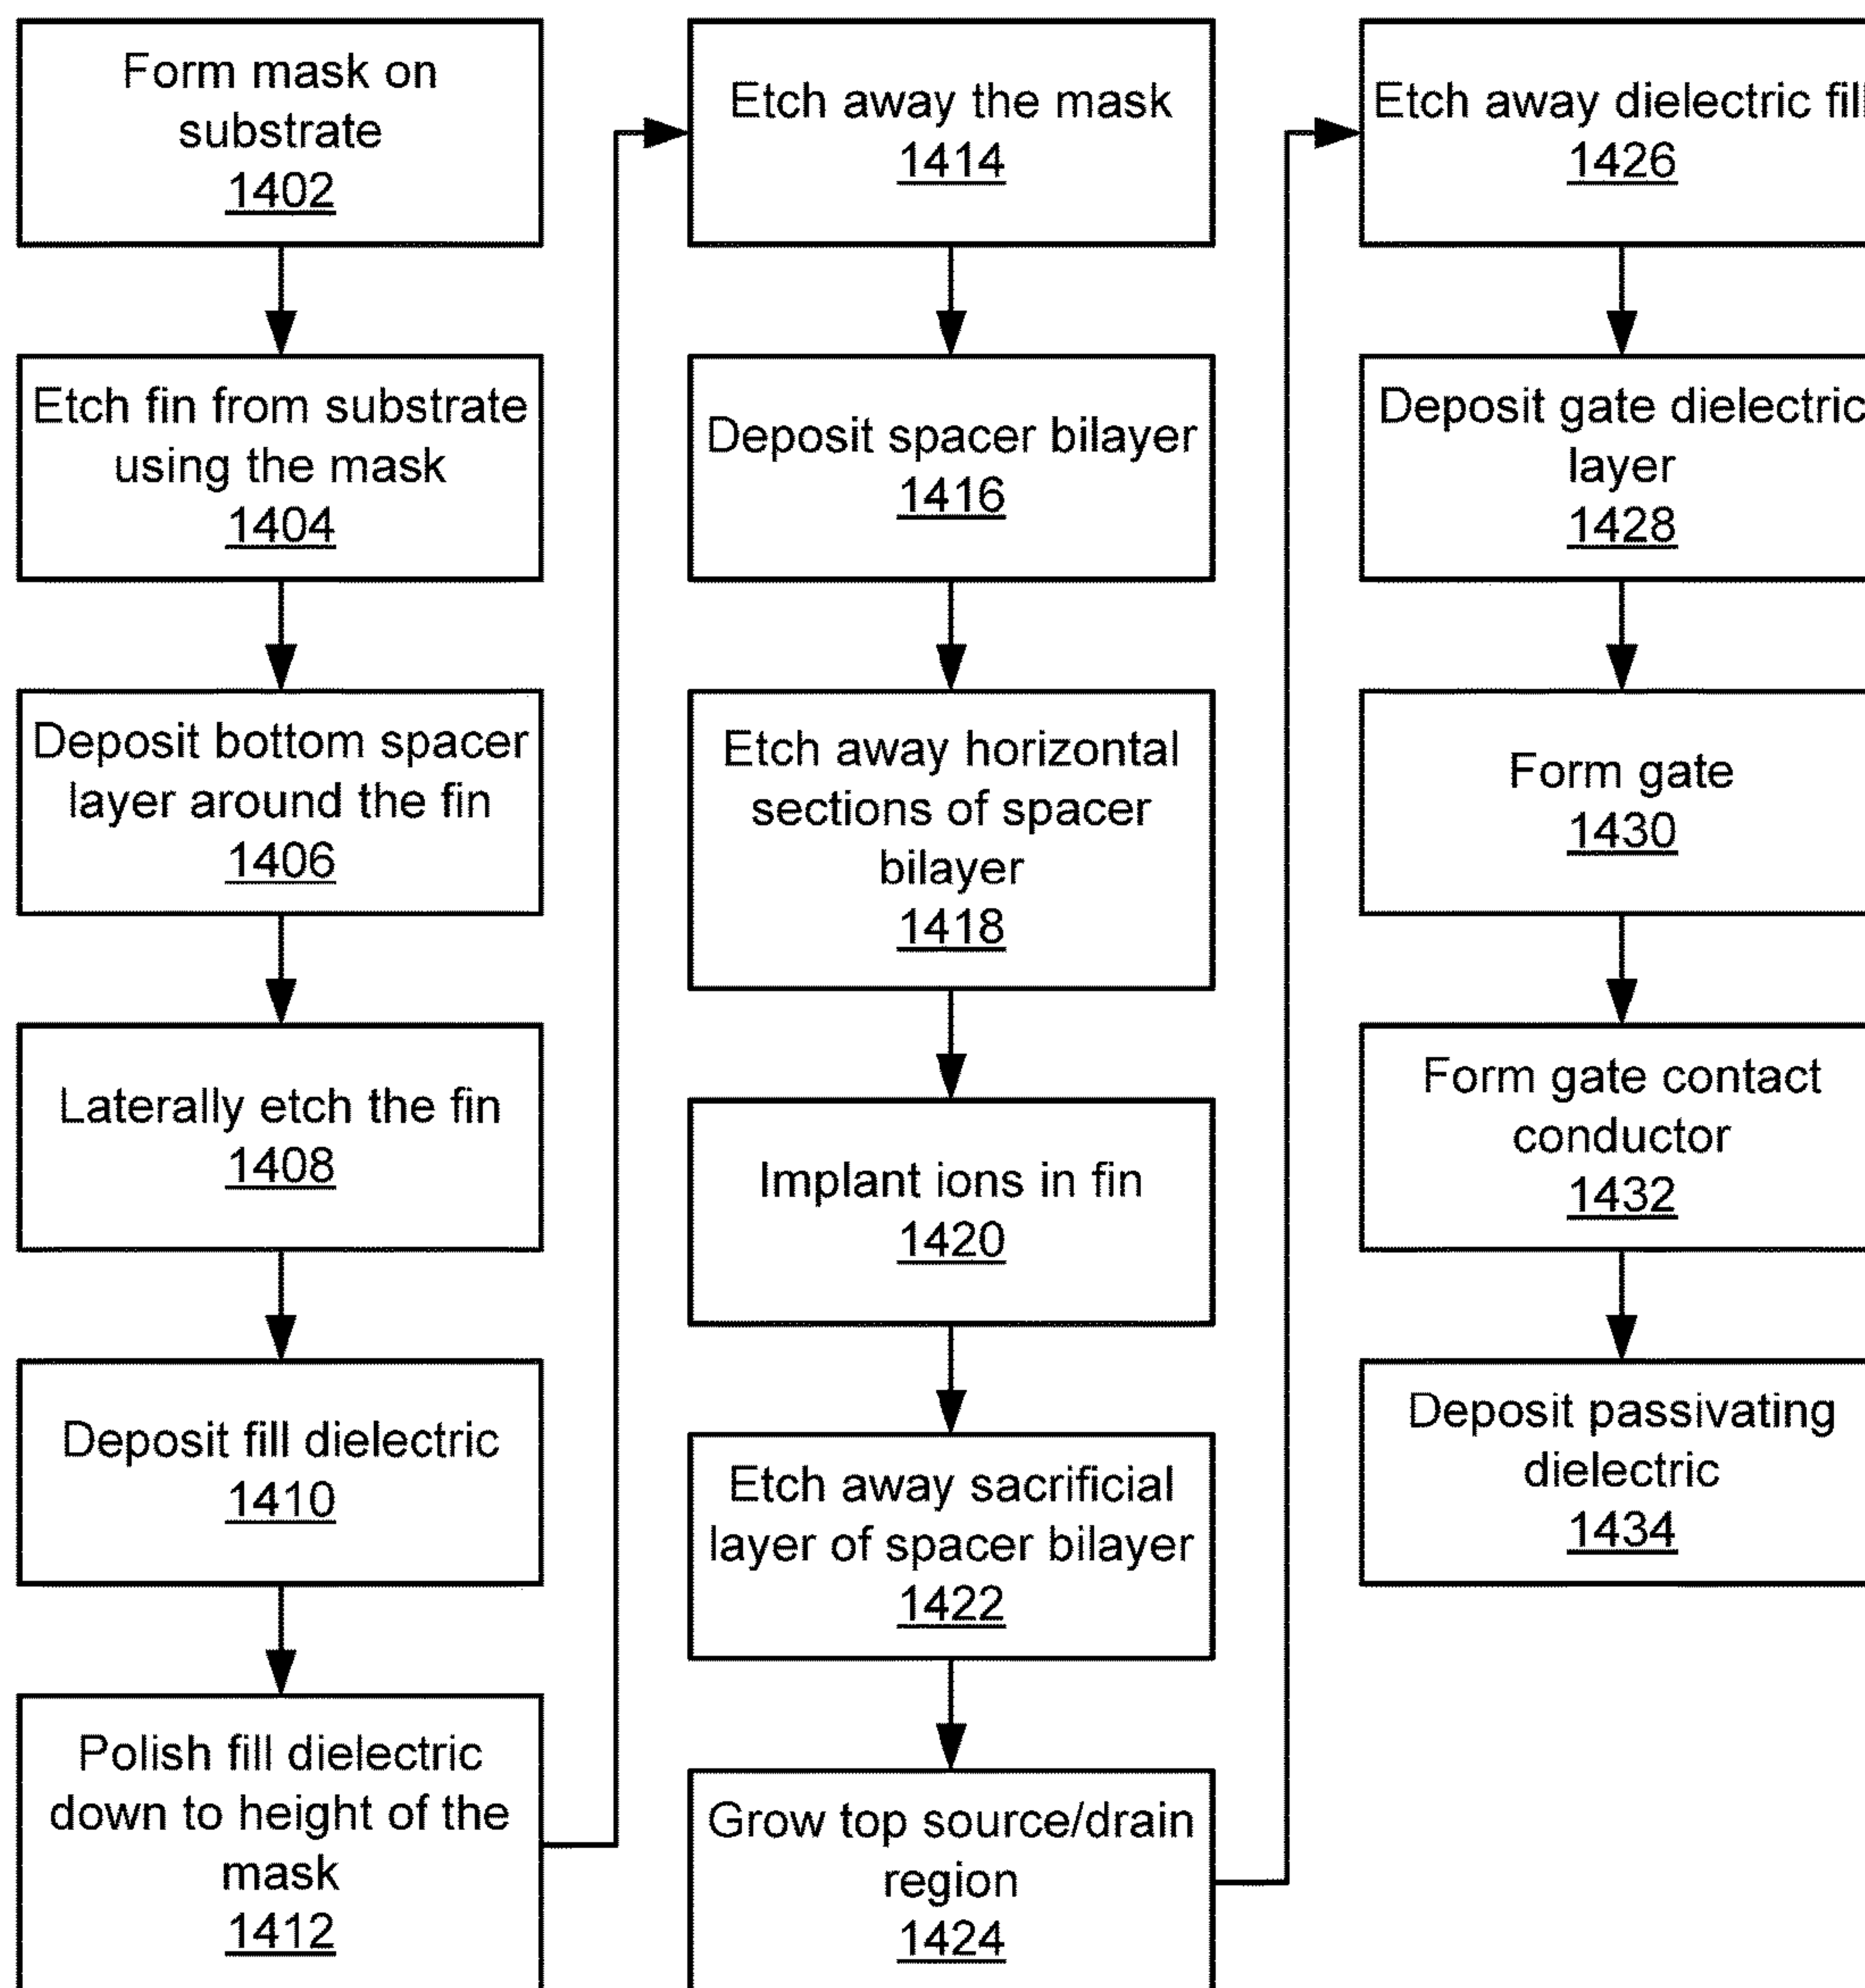 Form mask on
substrate
1402
Etch fin from substrate
using the mask
1404
Deposit bottom spacer
layer around the fin
1406
Laterally etch the fin
1408
Deposit fill dielectric
1410
Polish fill dielectric
down to height of the
mask
1412
Etch away the mask
1414
Deposit spacer bilayer
1416
Etch away horizontal
sections of spacer
bilayer
1418
Implant ions in fin
1420
Etch away sacrificial
layer of spacer bilayer
1422
Grow top source/drain
region
1424
Etch away dielectric fill
1426
Deposit gate dielectric
layer
1428
Form gate
1430
Form gate contact
conductor
1432
Deposit passivating
dielectric
1434